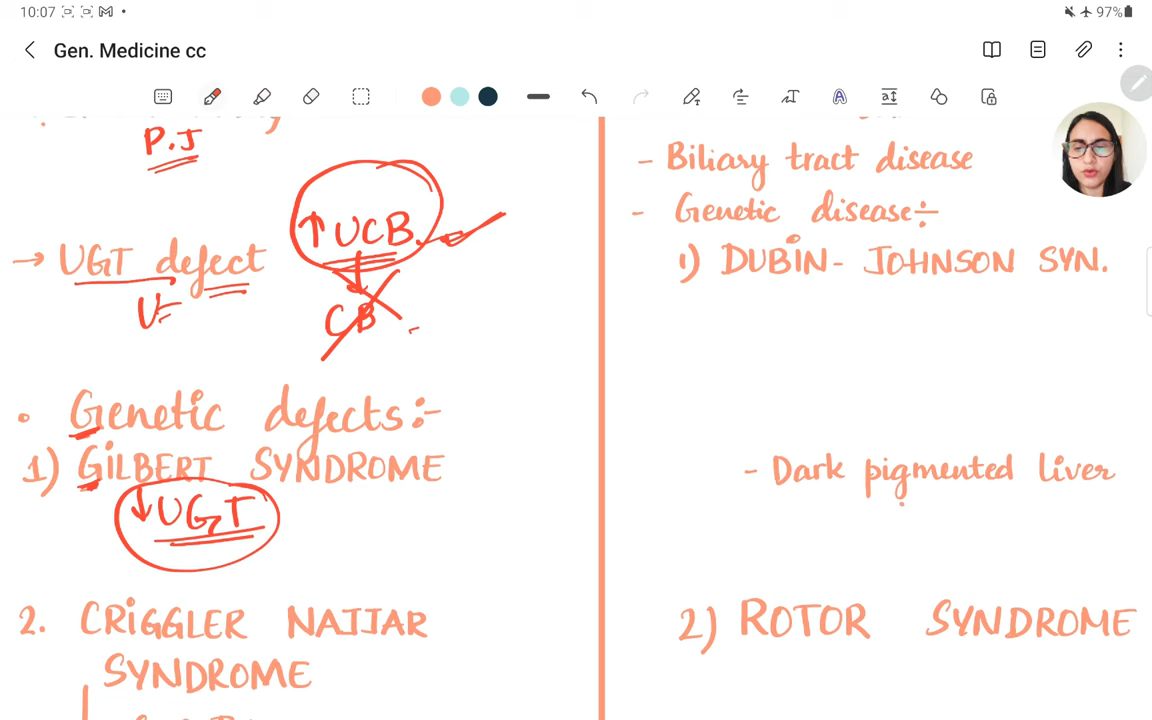 10:07
97%
Gen. Medicine cc
P.J
↑ UCB
→ UGT defect
CB
• Genetic defects:-
1) GILBERT SYNDROME
↓ UGT
2. CRIGGLER NAJJAR
SYNDROME
- Biliary tract disease
- Genetic disease÷
1) DUBIN - JOHNSON SYN.
- Dark pigmented liver
2) ROTOR SYNDROME